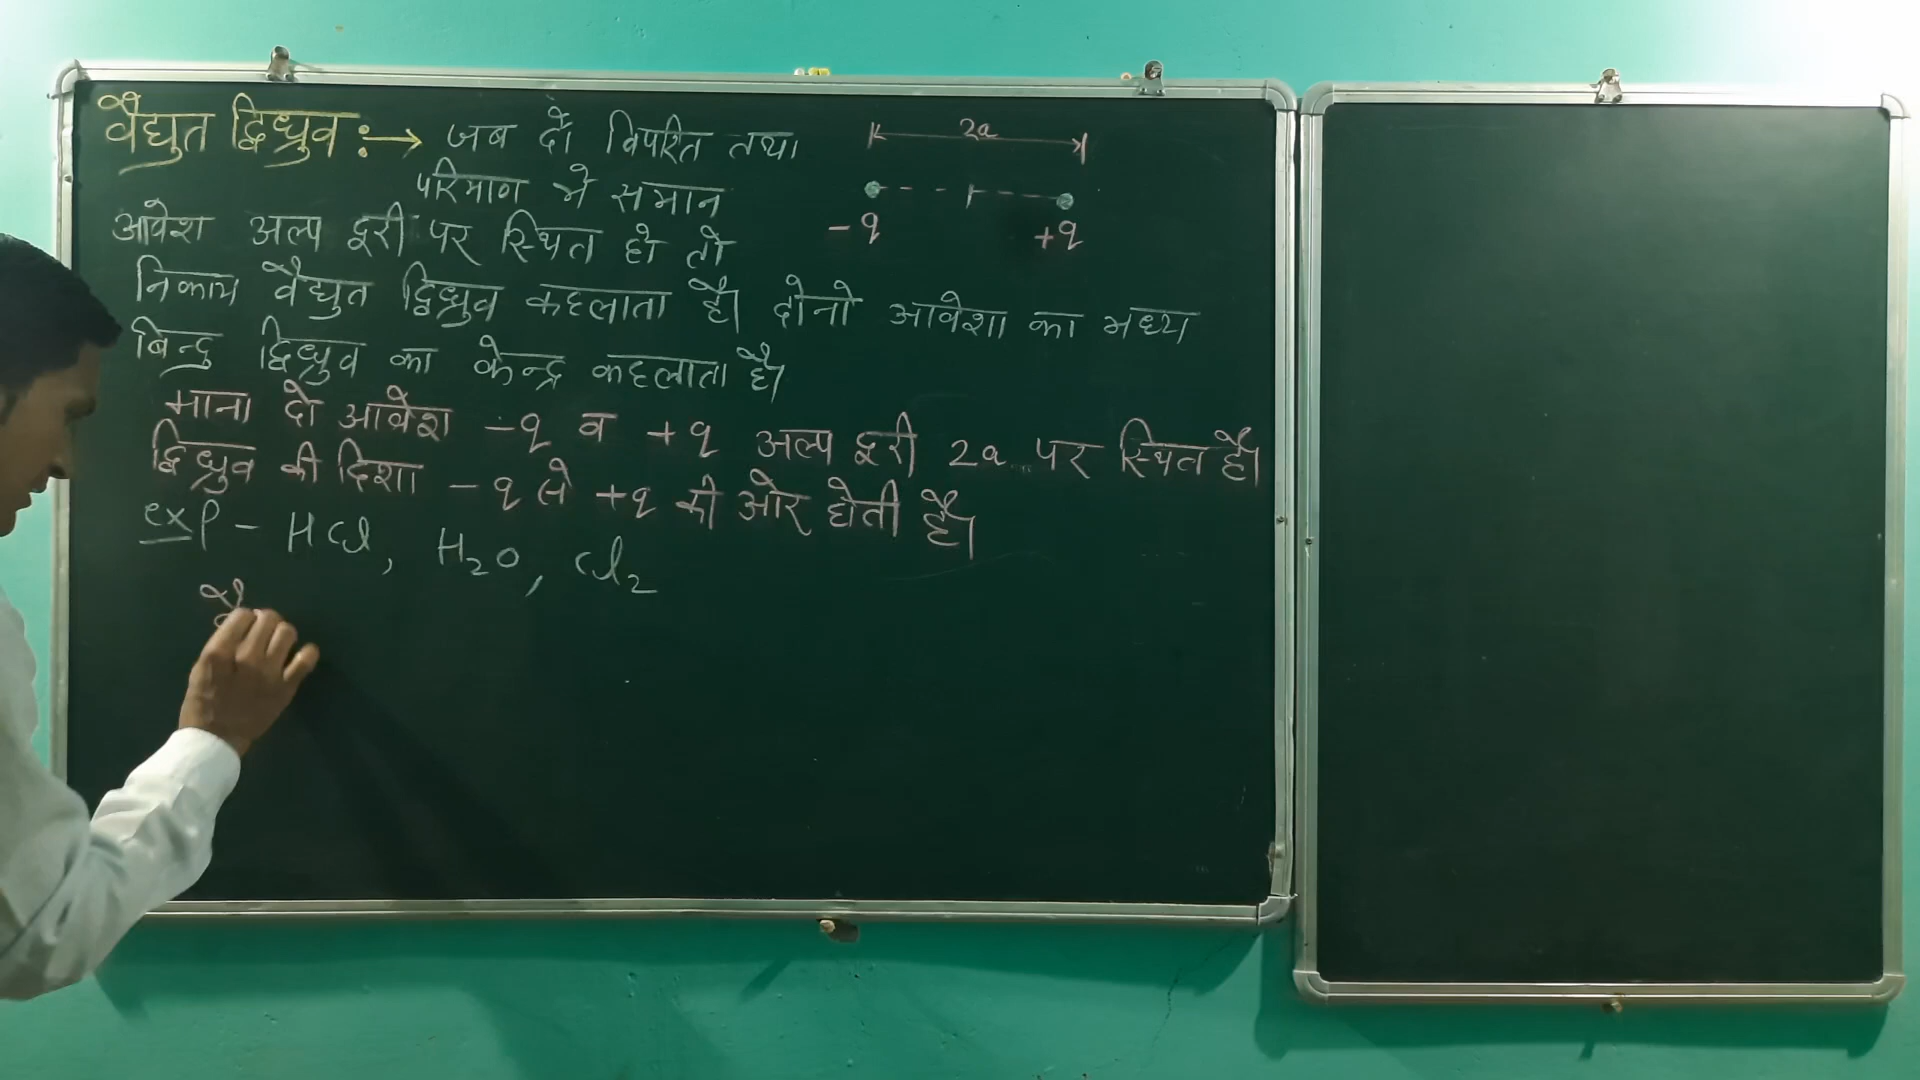 वैद्युत द्विध्रुव :→ जब दो विपरित तथा
परिमाण मे समान
आवेश अल्प दूरी पर स्थित हो तो
निकाय वैद्युत द्विध्रुव कहलाता है। दोनो आवेशा का मध्य
बिन्दु द्विध्रुव का केन्द्र कहलाता है।
2a
-q +q
माना दो आवेश -q व +q अल्प दूरी 2a पर स्थित है।
द्विध्रुव की दिशा -q से +q की ओर होती है।
exp - HCl, H₂O, Cl₂
वै